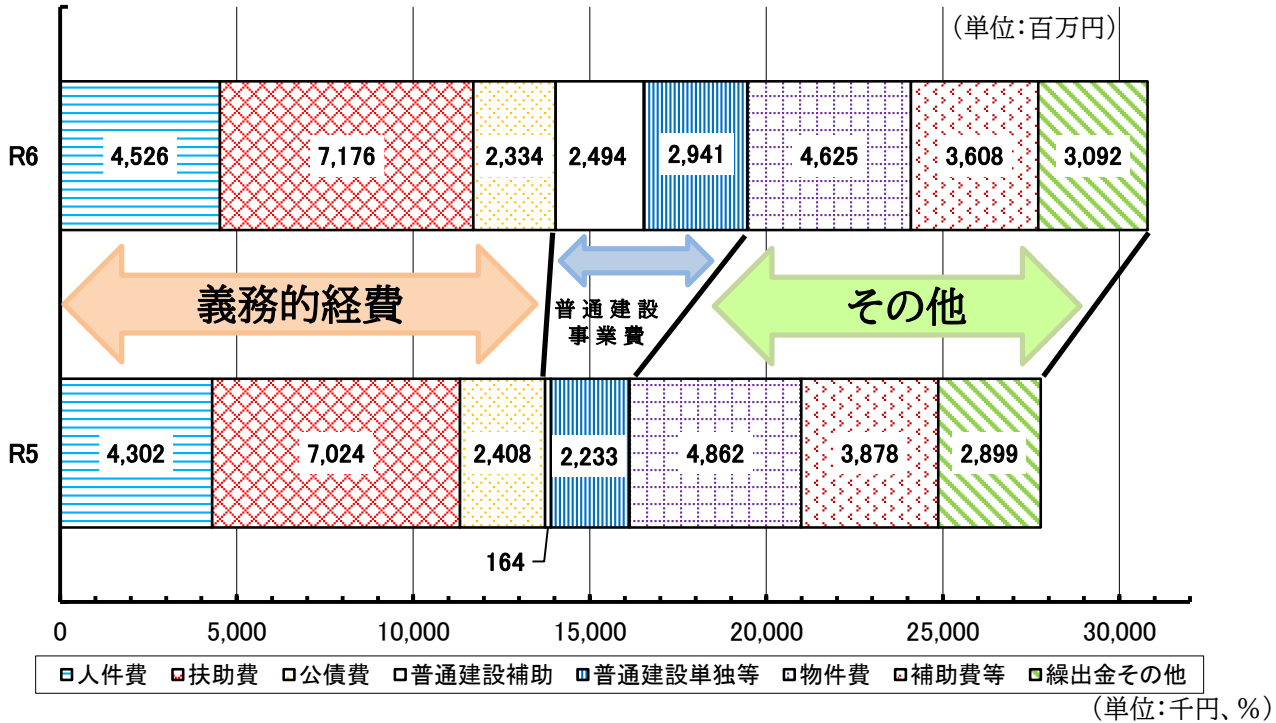 (単位:百万円)
R6
4,526 7,176 2,334 2,494 2,941 4,625 3,608 3,092
義務的経費
普通建設
事業費
その他
R5
4,302 7,024 2,408 2,233 4,862 3,878 2,899
164
0 5,000 10,000 15,000 20,000 25,000 30,000
人件費 扶助費 公債費 普通建設補助 普通建設単独等 物件費 補助費等 繰出金その他
(単位:千円、%)